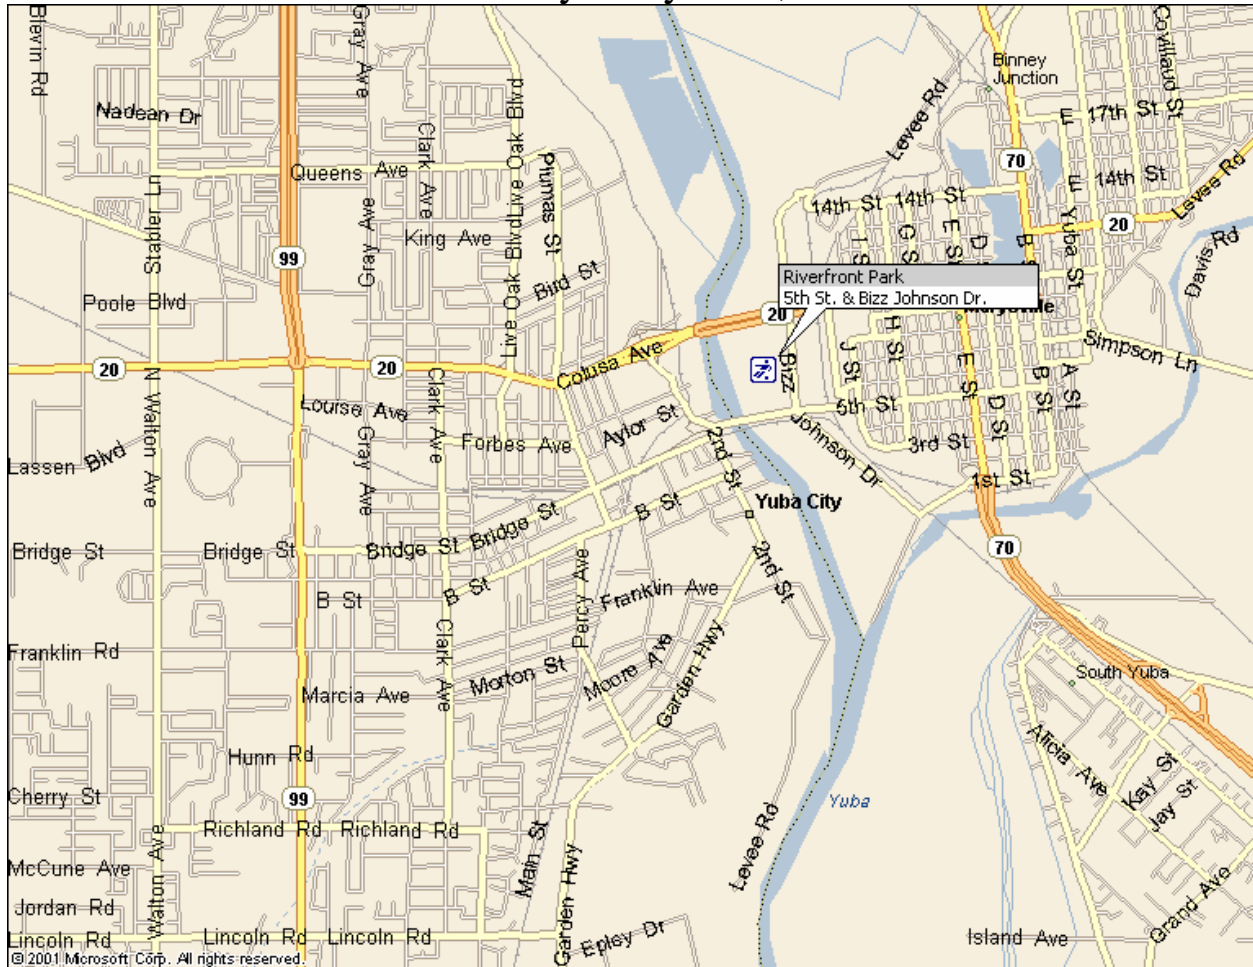 Blevin Rd
Gray Ave
Live Oak Blvd
Covillaud St
Binney
Junction
Nadean Dr
Clark Ave
Levee Rd
E 17th St
70
Queens Ave
Plumas St
Stabler Ln
14th St
14th St
E 14th St
Levee Rd
Live Oak Blvd
Gray Ave
King Ave
I St
G St
E St
D
B
Yuba St
20
Davis Rd
99
Bird St
Riverfront Park
5th St. & Bizz Johnson Dr.
Poole Blvd
Live Oak Blvd
20
Marysville
H St
J St
Simpson Ln
20
20
Colusa Ave
Bizz
E St
B St
A St
N Walton Ave
Clark Ave
Louise Ave
5th St
D St
Aylor St
Gray Ave
Forbes Ave
Johnson Dr
3rd St
Lassen Blvd
2nd St
1st St
Yuba City
B St
Bridge St
Bridge St
Bridge St
Bridge St
70
2nd St
B St
B St
Percy Ave
Franklin Ave
Franklin Rd
Clark Ave
Moore Ave
Garden Hwy
Morton St
South Yuba
Marcia Ave
Hunn Rd
Alicia Ave
Kay St
Jay St
Cherry St
99
Yuba
Richland Rd
Richland Rd
Walton Ave
Main St
Levee Rd
McCune Ave
Garden Hwy
Grand Ave
Jordan Rd
Lincoln Rd
Lincoln Rd
Lincoln Rd
Epley Dr
Island Ave
© 2001 Microsoft Corp. All rights reserved.